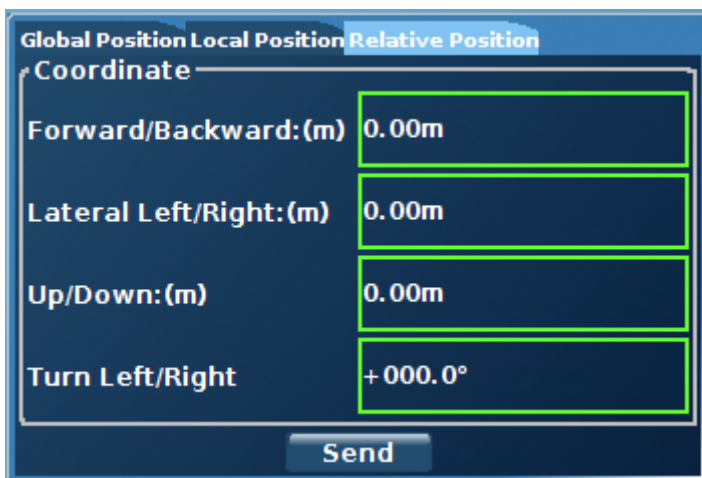 Global Position Local Position Relative Position
Coordinate
Forward/Backward:(m) 0.00m
Lateral Left/Right:(m) 0.00m
Up/Down:(m) 0.00m
Turn Left/Right +000.0°
Send